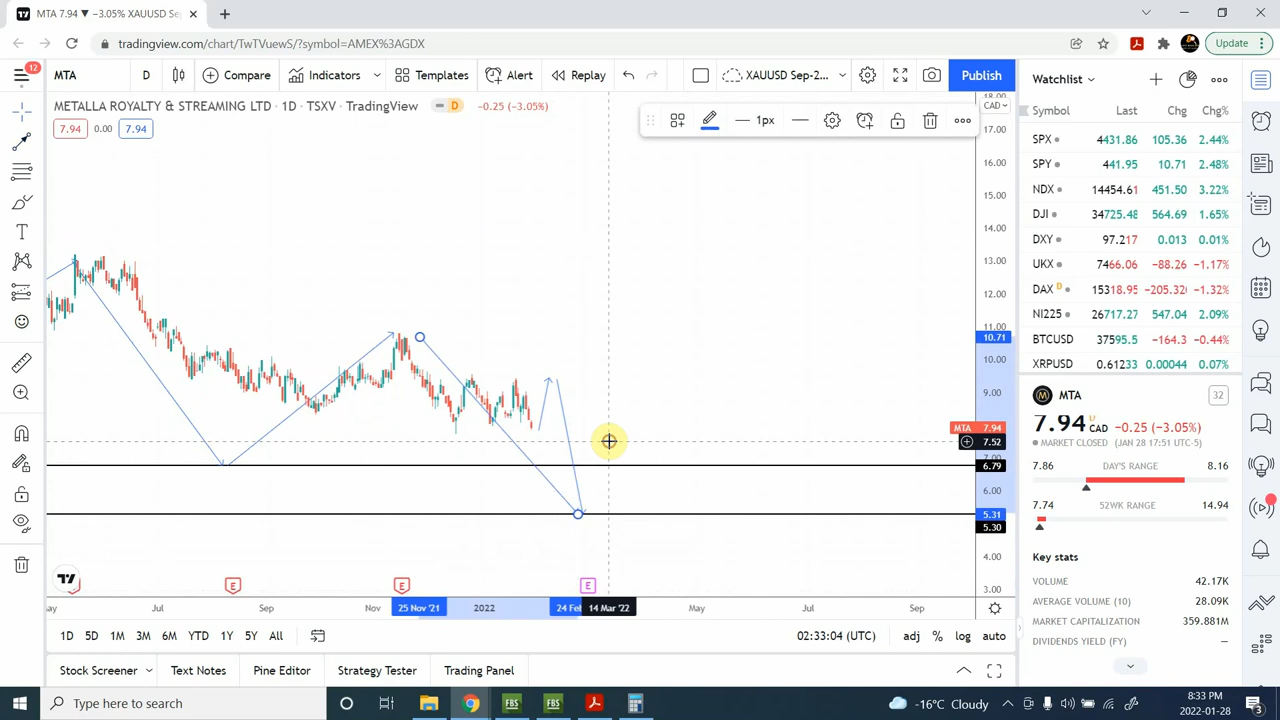 MTA 7.94 ▼ −3.05% XAUUSD Se
tradingview.com/chart/TwTVuewS/?symbol=AMEX%3AGDX
Update
12
MTA
D
Compare
Indicators
Templates
Alert
Replay
XAUUSD Sep-2...
Publish
METALLA ROYALTY & STREAMING LTD · 1D · TSXV · TradingView
D
−0.25 (−3.05%)
7.94
0.00
7.94
1px
18.00
CAD
17.00
16.00
15.00
14.00
13.00
12.00
11.00
10.71
10.00
9.00
MTA 7.94
7.52
7.00
6.79
6.00
5.31
5.30
4.00
3.00
E
E
E
Jul
Sep
Nov
25 Nov '21
2022
24 Feb
14 Mar '22
May
Jul
Sep
1D 5D 1M 3M 6M YTD 1Y 5Y All
02:33:04 (UTC)
adj % log auto
Stock Screener
Text Notes
Pine Editor
Strategy Tester
Trading Panel
Watchlist
Symbol Last Chg Chg%
SPX 4431.86 105.36 2.44%
SPY 441.95 10.71 2.48%
NDX 14454.61 451.50 3.22%
DJI 34725.48 564.69 1.65%
DXY 97.217 0.013 0.01%
UKX 7466.06 −88.26 −1.17%
DAX D 15318.95 −205.32 −1.32%
NI225 26717.27 547.04 2.09%
BTCUSD 37595.5 −164.3 −0.44%
XRPUSD 0.61233 0.00044 0.07%
MTA
32
7.94 D CAD −0.25 (−3.05%)
MARKET CLOSED (JAN 28 17:51 UTC-5)
7.86 DAY'S RANGE 8.16
7.74 52WK RANGE 14.94
Key stats
VOLUME 42.17K
AVERAGE VOLUME (10) 28.09K
MARKET CAPITALIZATION 359.881M
DIVIDENDS YIELD (FY) —
Type here to search
FBS
FBS
-16°C Cloudy
8:33 PM
2022-01-28
3